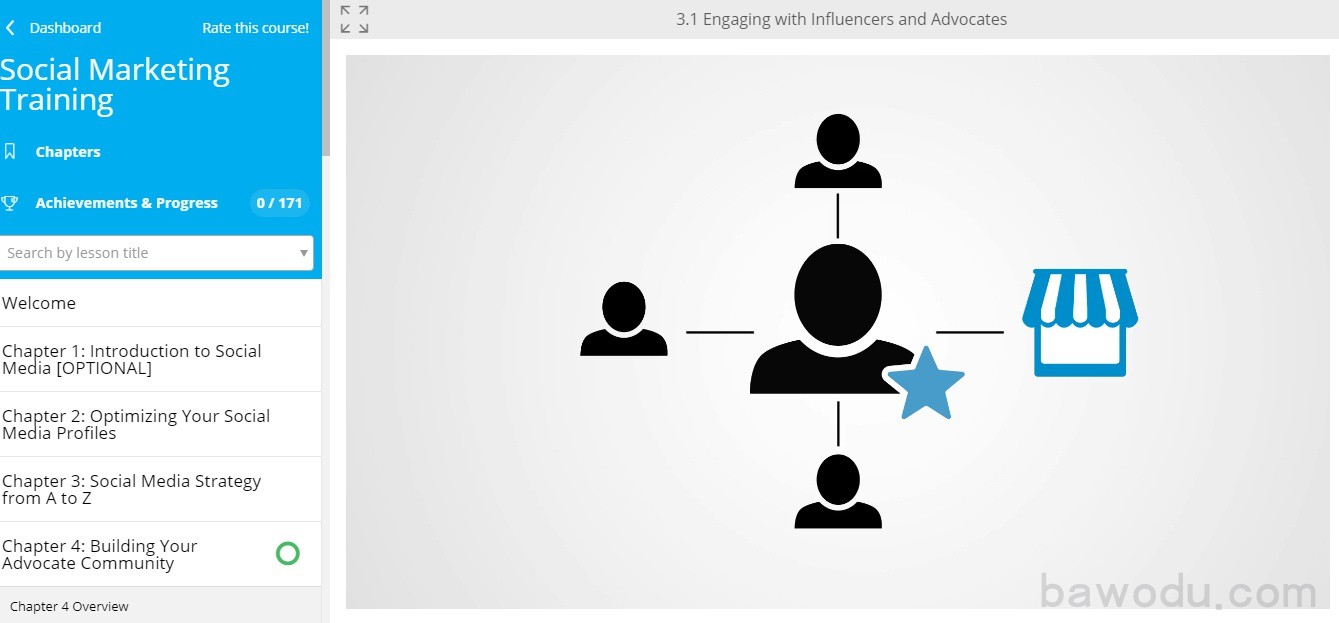 Dashboard
Rate this course!
Social Marketing
Training
Chapters
Achievements & Progress
0 / 171
Search by lesson title
Welcome
Chapter 1: Introduction to Social
Media [OPTIONAL]
Chapter 2: Optimizing Your Social
Media Profiles
Chapter 3: Social Media Strategy
from A to Z
Chapter 4: Building Your
Advocate Community
Chapter 4 Overview
3.1 Engaging with Influencers and Advocates
bawodu.com